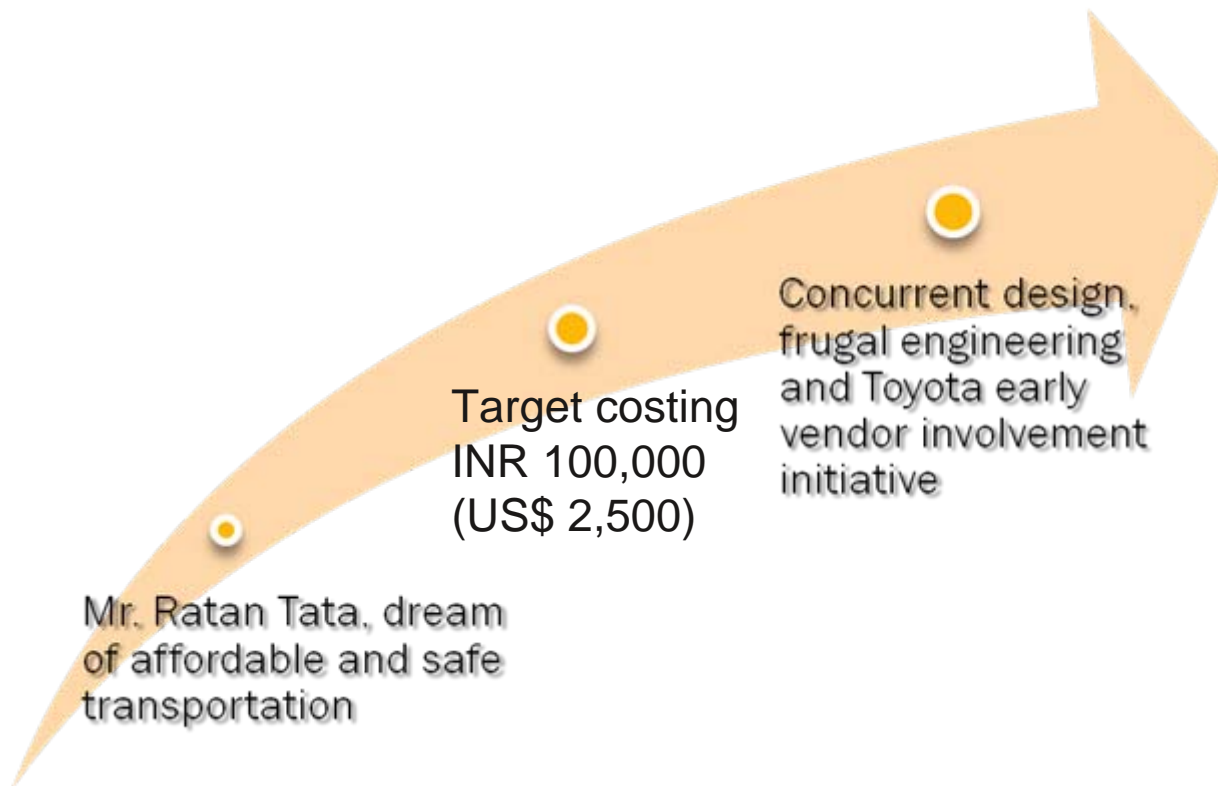 Mr. Ratan Tata, dream
of affordable and safe
transportation
Target costing
INR 100,000
(US$ 2,500)
Concurrent design,
frugal engineering
and Toyota early
vendor involvement
initiative